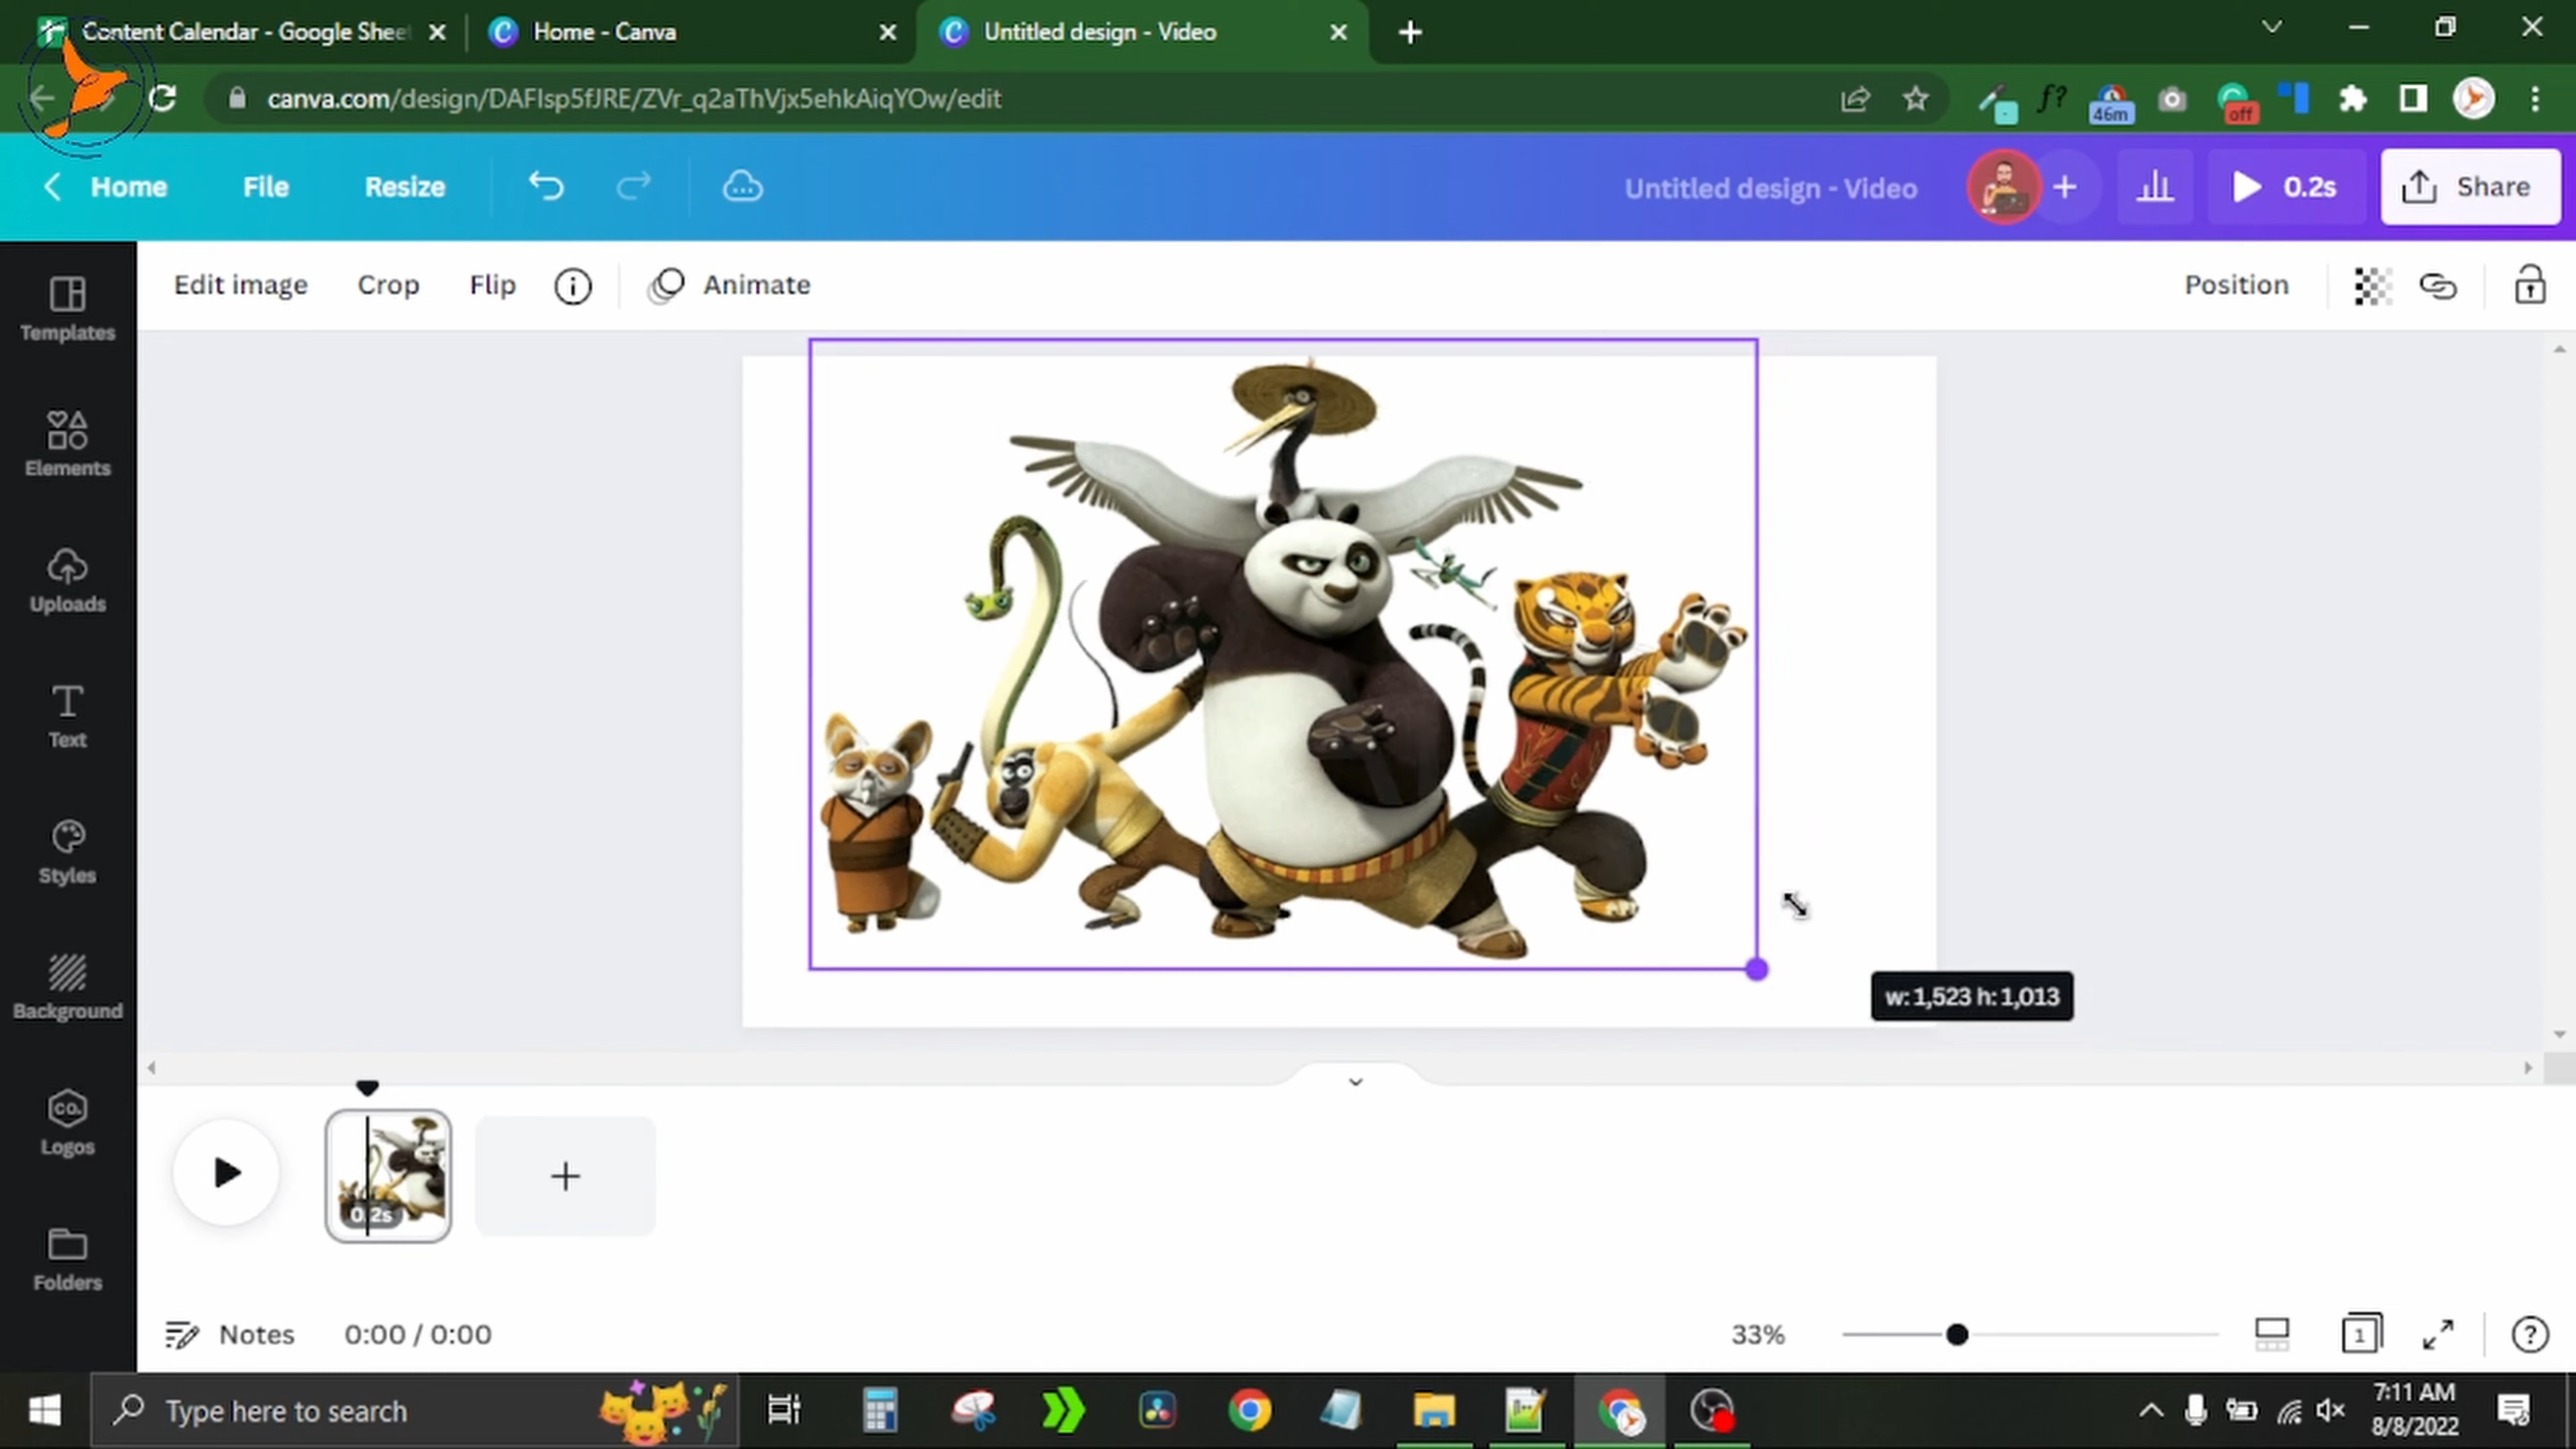 Content Calendar - Google Sheet
Home - Canva
Untitled design - Video
canva.com/design/DAFIsp5fJRE/ZVr_q2aThVjx5ehkAiqYOw/edit
f?
46m
off
Home
File
Resize
Untitled design - Video
0.2s
Share
Edit image
Crop
Flip
Animate
Position
Templates
Elements
Uploads
Text
Styles
Background
CO.
Logos
Folders
w: 1,523 h: 1,013
0.2s
Notes
0:00 / 0:00
33%
1
Type here to search
7:11 AM
8/8/2022